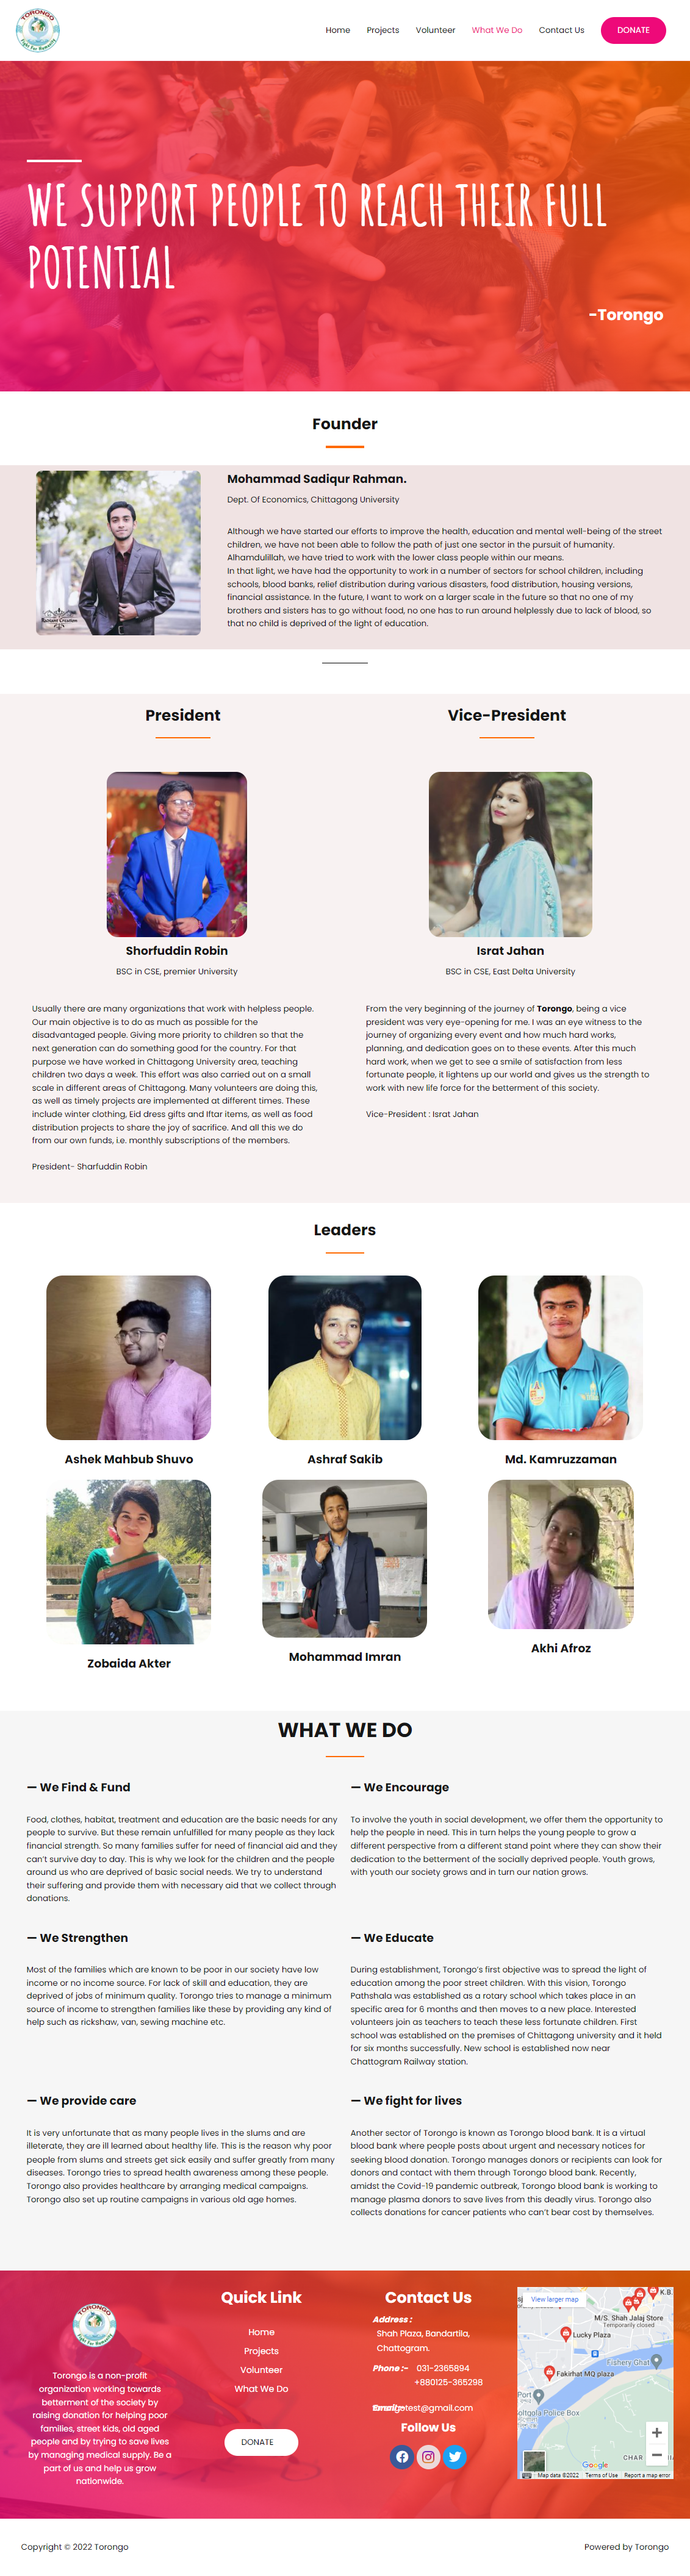 TORONGO
Fight For Humanity
Home Projects Volunteer What We Do Contact Us DONATE
WE SUPPORT PEOPLE TO REACH THEIR FULL
POTENTIAL
-Torongo
Founder
Mohammad Sadiqur Rahman.
Dept. Of Economics, Chittagong University
Although we have started our efforts to improve the health, education and mental well-being of the street
children, we have not been able to follow the path of just one sector in the pursuit of humanity.
Alhamdulillah, we have tried to work with the lower class people within our means.
In that light, we have had the opportunity to work in a number of sectors for school children, including
schools, blood banks, relief distribution during various disasters, food distribution, housing versions,
financial assistance. In the future, I want to work on a larger scale in the future so that no one of my
brothers and sisters has to go without food, no one has to run around helplessly due to lack of blood, so
that no child is deprived of the light of education.
President
Shorfuddin Robin
BSC in CSE, premier University
Usually there are many organizations that work with helpless people.
Our main objective is to do as much as possible for the
disadvantaged people. Giving more priority to children so that the
next generation can do something good for the country. For that
purpose we have worked in Chittagong University area, teaching
children two days a week. This effort was also carried out on a small
scale in different areas of Chittagong. Many volunteers are doing this,
as well as timely projects are implemented at different times. These
include winter clothing, Eid dress gifts and Iftar items, as well as food
distribution projects to share the joy of sacrifice. And all this we do
from our own funds, i.e. monthly subscriptions of the members.
President- Sharfuddin Robin
Vice-President
Israt Jahan
BSC in CSE, East Delta University
From the very beginning of the journey of Torongo, being a vice
president was very eye-opening for me. I was an eye witness to the
journey of organizing every event and how much hard works,
planning, and dedication goes on to these events. After this much
hard work, when we get to see a smile of satisfaction from less
fortunate people, it lightens up our world and gives us the strength to
work with new life force for the betterment of this society.
Vice-President : Israt Jahan
Leaders
Ashek Mahbub Shuvo
Ashraf Sakib
Md. Kamruzzaman
Zobaida Akter
Mohammad Imran
Akhi Afroz
WHAT WE DO
— We Find & Fund
Food, clothes, habitat, treatment and education are the basic needs for any
people to survive. But these remain unfulfilled for many people as they lack
financial strength. So many families suffer for need of financial aid and they
can't survive day to day. This is why we look for the children and the people
around us who are deprived of basic social needs. We try to understand
their suffering and provide them with necessary aid that we collect through
donations.
— We Encourage
To involve the youth in social development, we offer them the opportunity to
help the people in need. This in turn helps the young people to grow a
different perspective from a different stand point where they can show their
dedication to the betterment of the socially deprived people. Youth grows,
with youth our society grows and in turn our nation grows.
— We Strengthen
Most of the families which are known to be poor in our society have low
income or no income source. For lack of skill and education, they are
deprived of jobs of minimum quality. Torongo tries to manage a minimum
source of income to strengthen families like these by providing any kind of
help such as rickshaw, van, sewing machine etc.
— We Educate
During establishment, Torongo's first objective was to spread the light of
education among the poor street children. With this vision, Torongo
Pathshala was established as a rotary school which takes place in an
specific area for 6 months and then moves to a new place. Interested
volunteers join as teachers to teach these less fortunate children. First
school was established on the premises of Chittagong university and it held
for six months successfully. New school is established now near
Chattogram Railway station.
— We provide care
It is very unfortunate that as many people lives in the slums and are
illeterate, they are ill learned about healthy life. This is the reason why poor
people from slums and streets get sick easily and suffer greatly from many
diseases. Torongo tries to spread health awareness among these people.
Torongo also provides healthcare by arranging medical campaigns.
Torongo also set up routine campaigns in various old age homes.
— We fight for lives
Another sector of Torongo is known as Torongo blood bank. It is a virtual
blood bank where people posts about urgent and necessary notices for
seeking blood donation. Torongo manages donors or recipients can look for
donors and contact with them through Torongo blood bank. Recently,
amidst the Covid-19 pandemic outbreak, Torongo blood bank is working to
manage plasma donors to save lives from this deadly virus. Torongo also
collects donations for cancer patients who can't bear cost by themselves.
TORONGO
Torongo is a non-profit
organization working towards
betterment of the society by
raising donation for helping poor
families, street kids, old aged
people and by trying to save lives
by managing medical supply. Be a
part of us and help us grow
nationwide.
Quick Link
Home
Projects
Volunteer
What We Do
DONATE
Contact Us
Address :
Shah Plaza, Bandartila,
Chattogram.
Phone :- 031-2365894
+880125-365298
test@gmail.com
Follow Us
View larger map
K.B.
M/S. Shah Jalaj Store
Temporarily closed
Lucky Plaza
Fishery Ghat
Fakirhat MQ plaza
Port
oltgola Police Box
CHAR
Google
Map data ©2022 Terms of Use Report a map error
Copyright © 2022 Torongo
Powered by Torongo